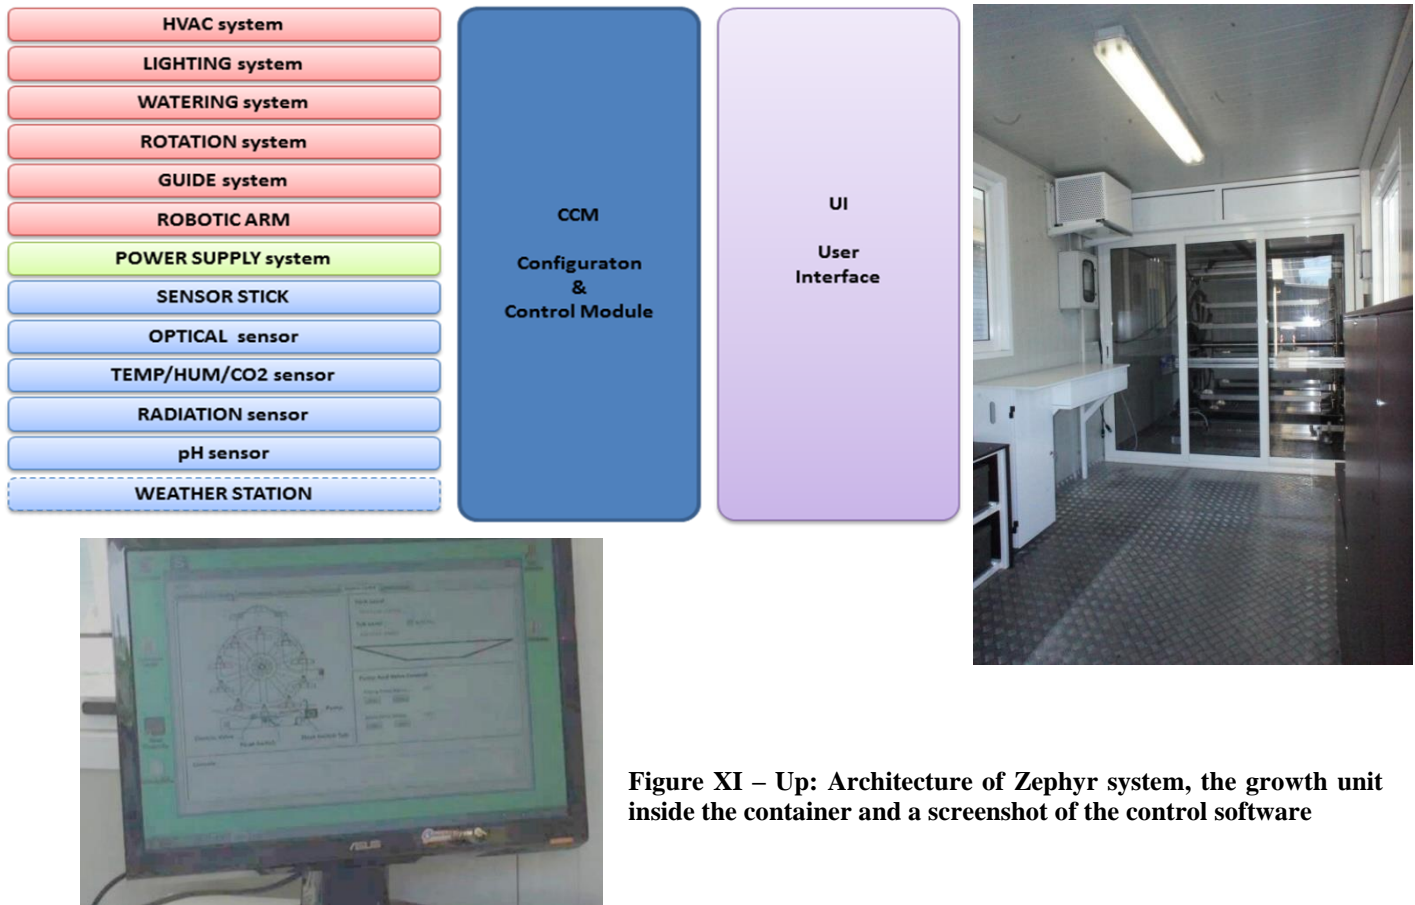 HVAC system
LIGHTING system
WATERING system
ROTATION system
GUIDE system
ROBOTIC ARM
POWER SUPPLY system
SENSOR STICK
OPTICAL sensor
TEMP/HUM/CO2 sensor
RADIATION sensor
pH sensor
WEATHER STATION
CCM
Configuraton
&
Control Module
UI
User
Interface
Pump
ASUS
Figure XI – Up: Architecture of Zephyr system, the growth unit
inside the container and a screenshot of the control software